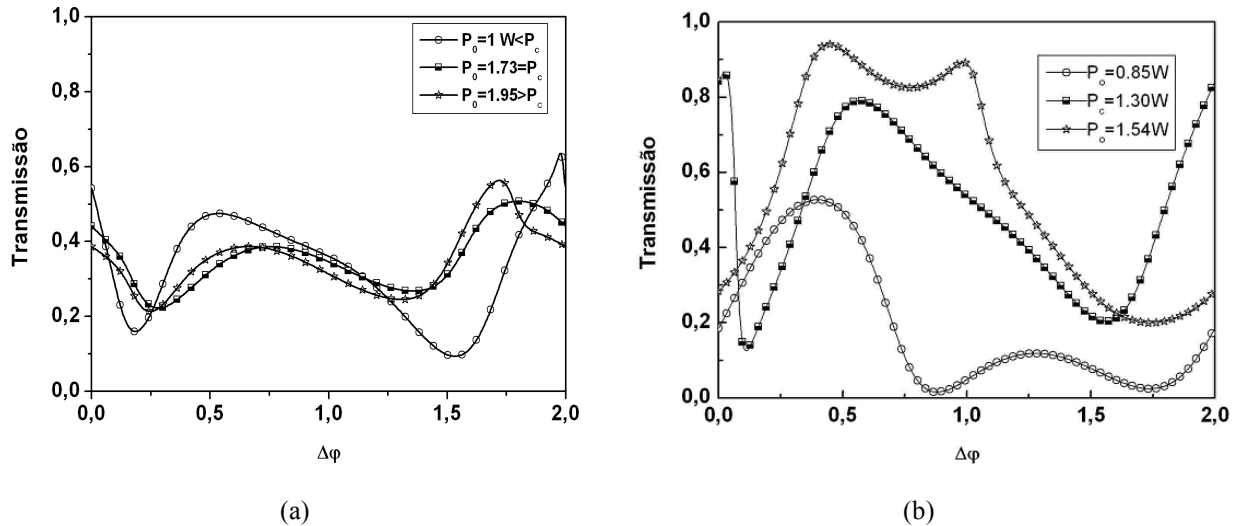 1,0
0,8
0,6
0,4
0,2
0,0
Transmissão
0,0 0,5 1,0 1,5 2,0
Δφ
P0=1 W<Pc
P0=1.73=Pc
P0=1.95>Pc
(a)
1,0
0,8
0,6
0,4
0,2
0,0
Transmissão
0,0 0,5 1,0 1,5 2,0
Δφ
Po=0.85W
Pc=1.30W
Po=1.54W
(b)